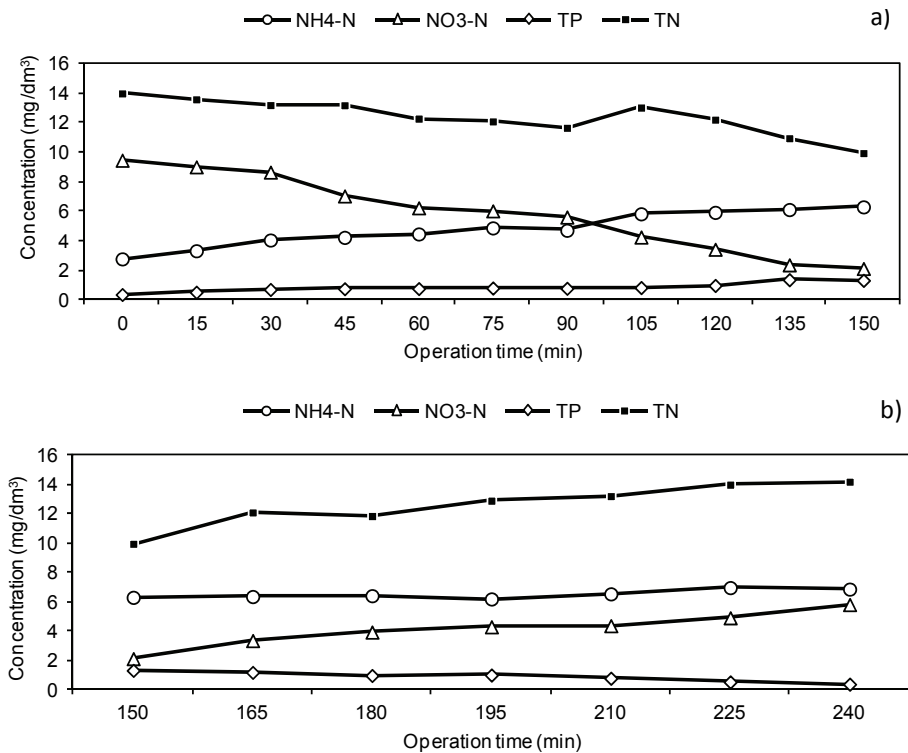 NH4-N NO3-N TP TN a)
16
14
12
10
8
6
4
2
0
Concentration (mg/dm³)
0 15 30 45 60 75 90 105 120 135 150
Operation time (min)
NH4-N NO3-N TP TN b)
16
14
12
10
8
6
4
2
0
Concentration (mg/dm³)
150 165 180 195 210 225 240
Operation time (min)